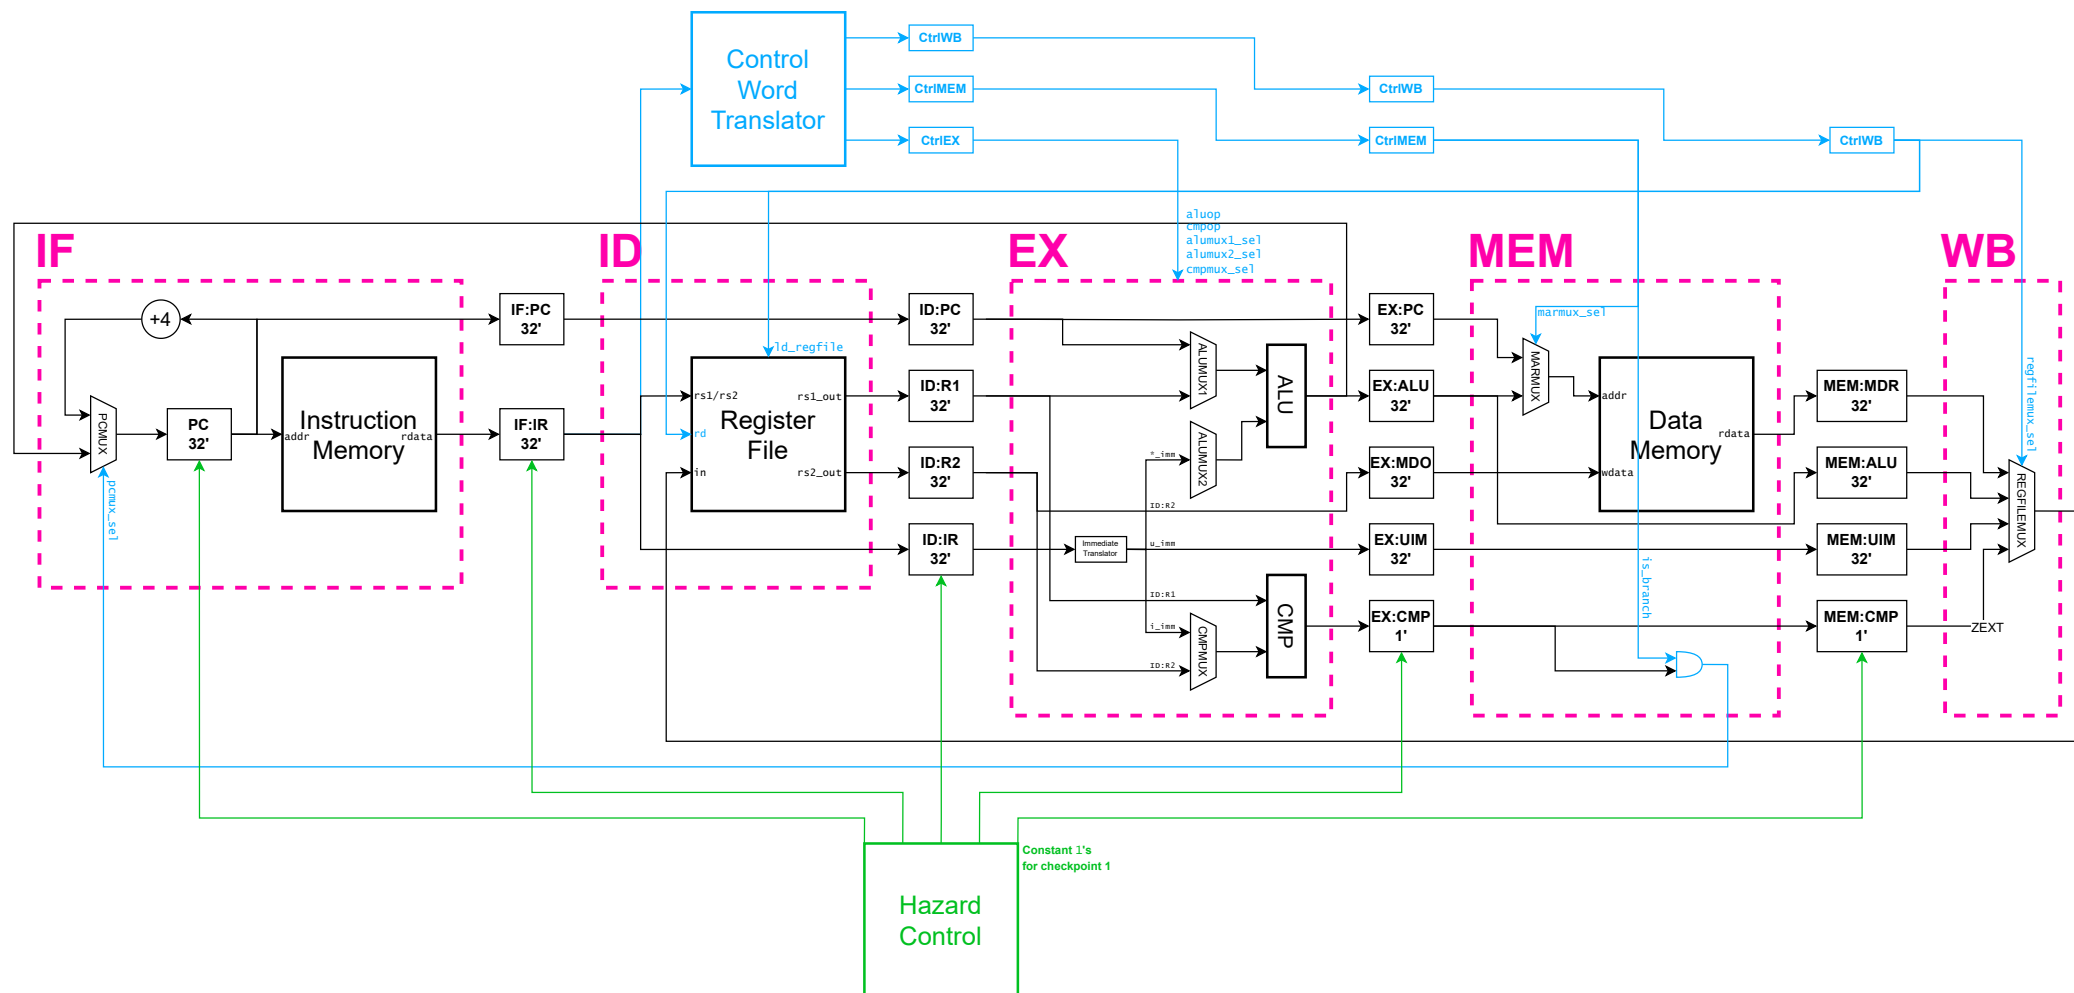 Control
Word
Translator
CtrlWB
CtrlMEM
CtrlEX
CtrlWB
CtrlMEM
CtrlWB
aluop
cmpop
alumux1_sel
alumux2_sel
cmpmux_sel
IF
ID
EX
MEM
WB
+4
PCMUX
PC
32'
Instruction
Memory
addr
rdata
pcmux_sel
IF:PC
32'
IF:IR
32'
ld_regfile
rs1/rs2
rd
in
Register
File
rs1_out
rs2_out
ID:PC
32'
ID:R1
32'
ID:R2
32'
ID:IR
32'
Immediate
Translator
ALUMUX1
ALUMUX2
ALU
*_imm
ID:R2
u_imm
ID:R1
i_imm
ID:R2
CMPMUX
CMP
EX:PC
32'
EX:ALU
32'
EX:MDO
32'
EX:UIM
32'
EX:CMP
1'
marmux_sel
MARMUX
addr
wdata
Data
Memory
rdata
is_branch
MEM:MDR
32'
MEM:ALU
32'
MEM:UIM
32'
MEM:CMP
1'
regfilemux_sel
REGFILEMUX
ZEXT
Constant 1's
for checkpoint 1
Hazard
Control